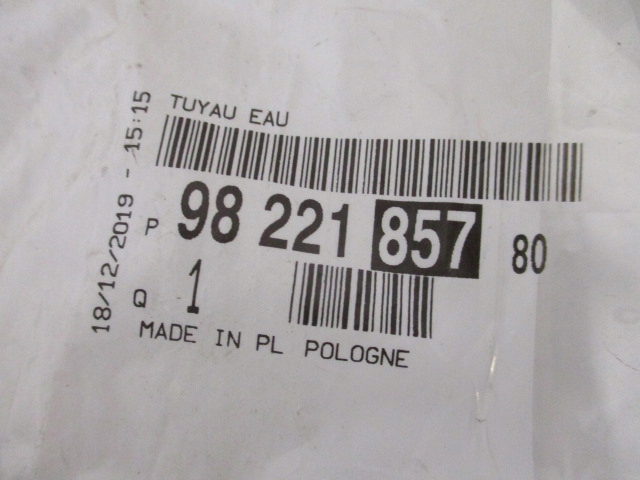 TUYAU EAU
P 98 221 857 80
Q 1
MADE IN PL POLOGNE
18/12/2019 - 15:15